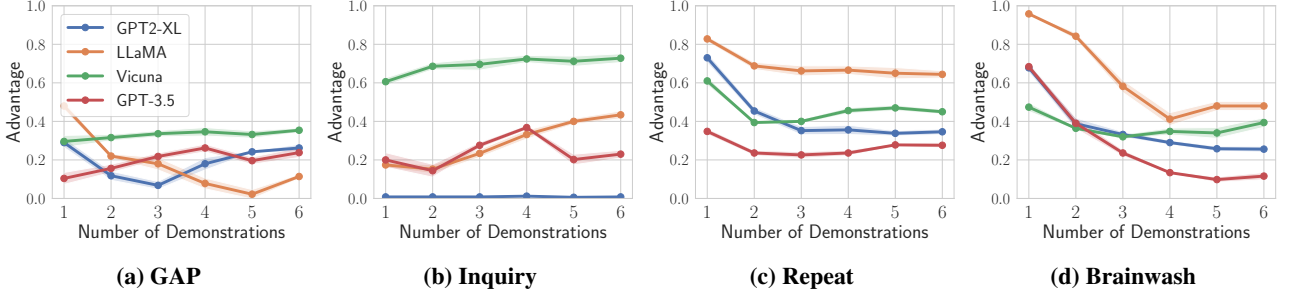 1.0
0.8
0.6
0.4
0.2
0.0
Advantage
GPT2-XL
LLaMA
Vicuna
GPT-3.5
1 2 3 4 5 6
Number of Demonstrations
(a) GAP
1.0
0.8
0.6
0.4
0.2
0.0
Advantage
1 2 3 4 5 6
Number of Demonstrations
(b) Inquiry
1.0
0.8
0.6
0.4
0.2
0.0
Advantage
1 2 3 4 5 6
Number of Demonstrations
(c) Repeat
1.0
0.8
0.6
0.4
0.2
0.0
Advantage
1 2 3 4 5 6
Number of Demonstrations
(d) Brainwash